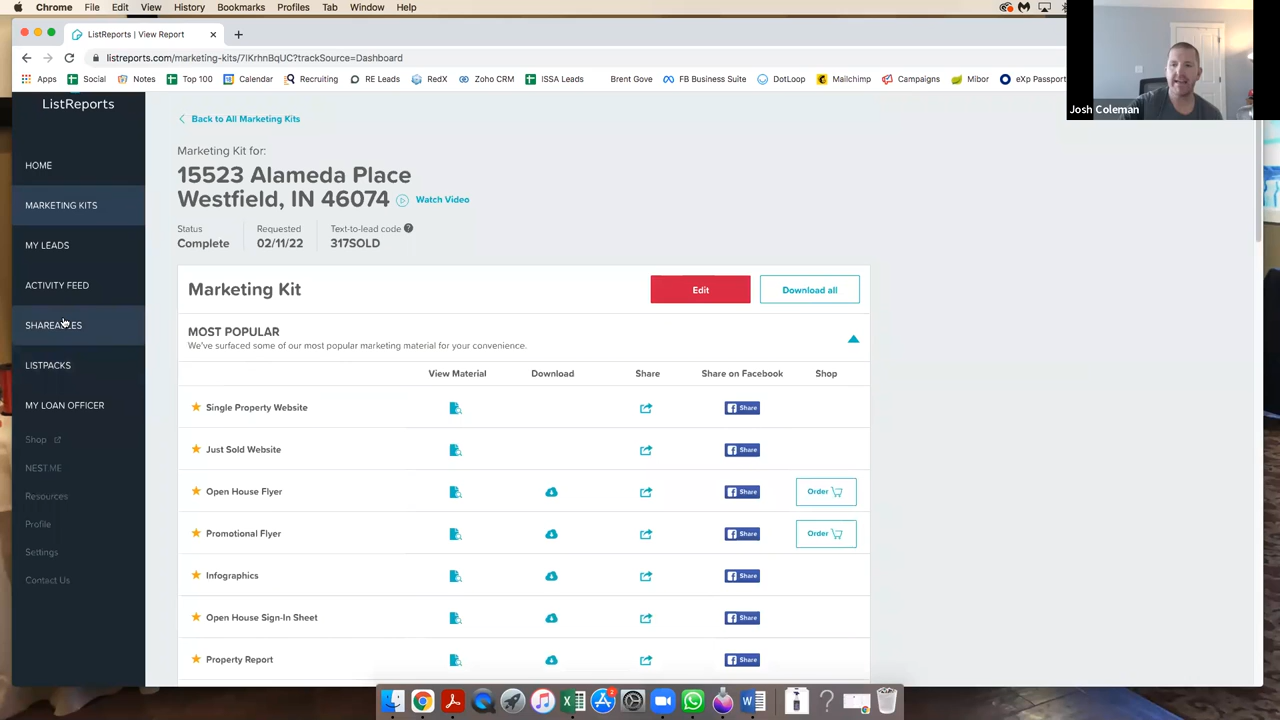 Chrome File Edit View History Bookmarks Profiles Tab Window Help
ListReports | View Report
listreports.com/marketing-kits/7IKrhnBqUC?trackSource=Dashboard
Apps Social Notes Top 100 Calendar Recruiting RE Leads RedX Zoho CRM ISSA Leads Brent Gove FB Business Suite DotLoop Mailchimp Campaigns Mibor eXp Passport
Josh Coleman
ListReports
HOME
MARKETING KITS
MY LEADS
ACTIVITY FEED
SHAREABLES
LISTPACKS
MY LOAN OFFICER
Shop
NEST.ME
Resources
Profile
Settings
Contact Us
Back to All Marketing Kits
Marketing Kit for:
15523 Alameda Place
Westfield, IN 46074 Watch Video
Status Requested Text-to-lead code ?
Complete 02/11/22 317SOLD
Marketing Kit Edit Download all
MOST POPULAR
We've surfaced some of our most popular marketing material for your convenience.
View Material Download Share Share on Facebook Shop
Single Property Website Share
Just Sold Website Share
Open House Flyer Share Order
Promotional Flyer Share Order
Infographics Share
Open House Sign-In Sheet Share
Property Report Share